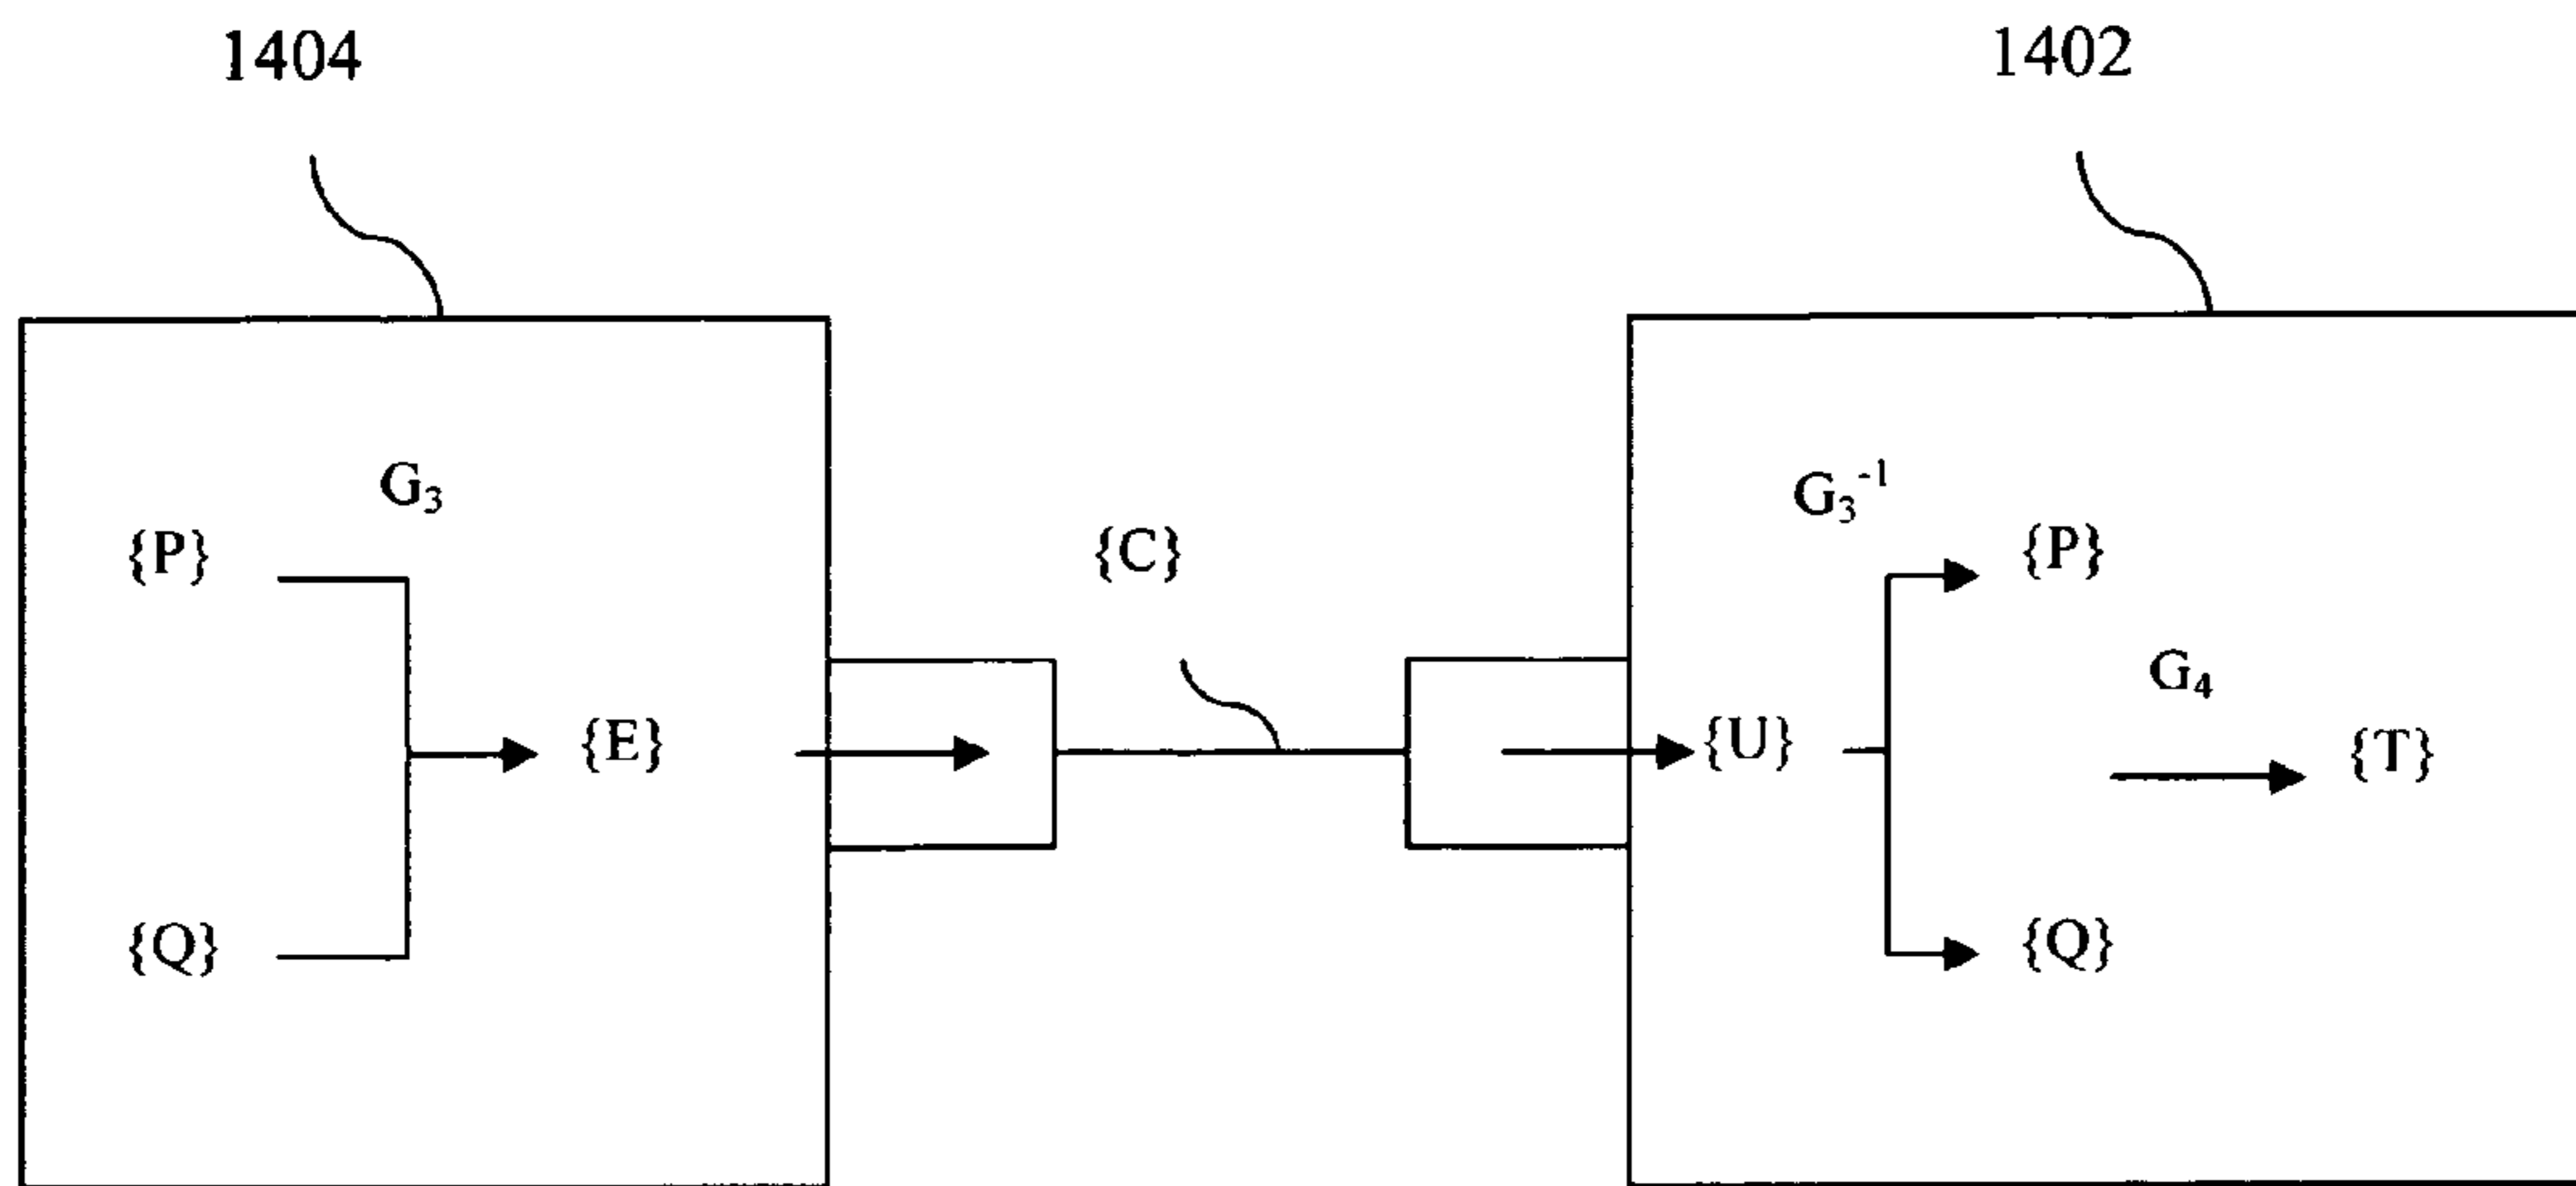 1404
1402
G₃
G₃⁻¹
{P}
{C}
{P}
G₄
{E}
{U}
{T}
{Q}
{Q}